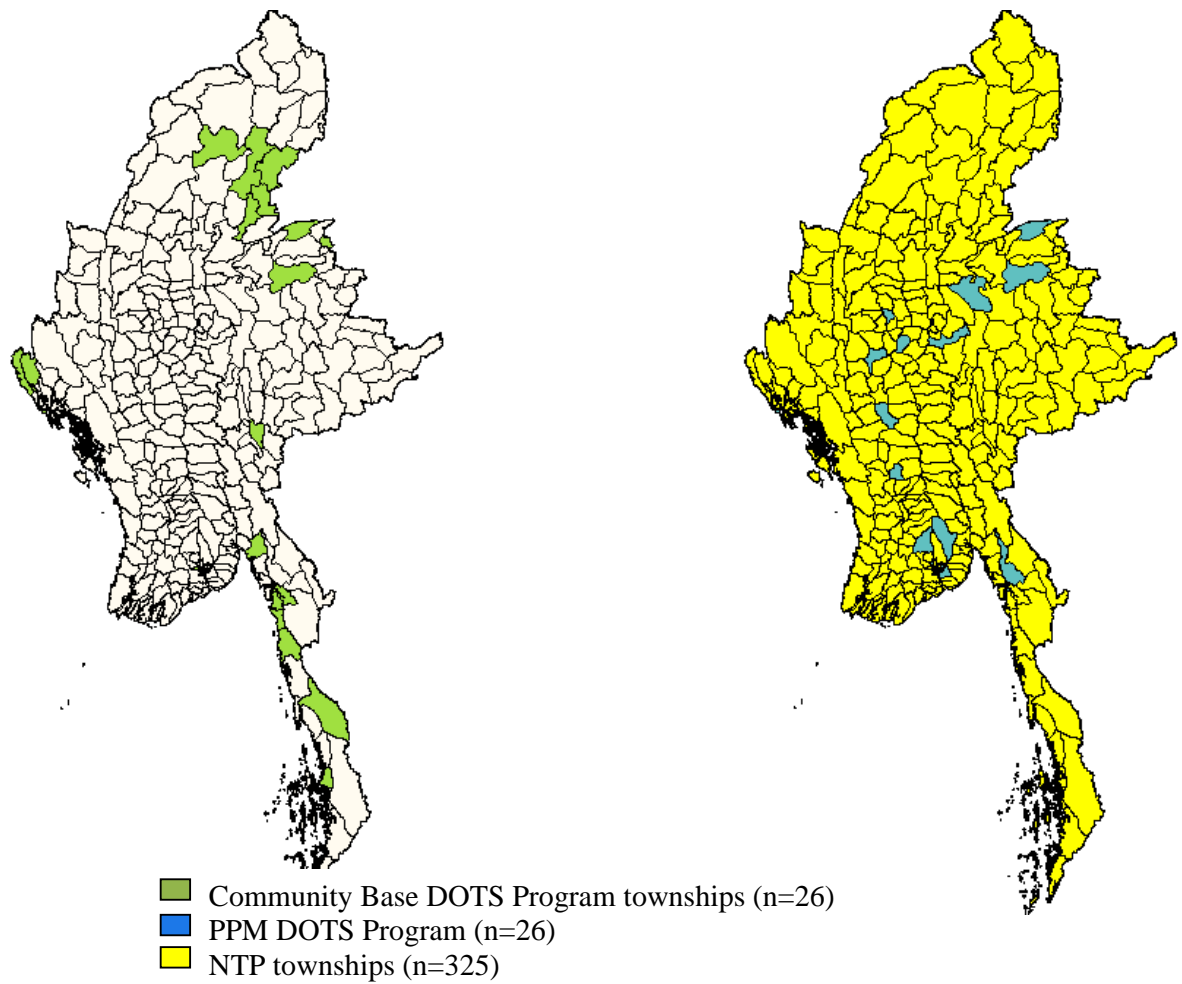 Community Base DOTS Program townships (n=26)
PPM DOTS Program (n=26)
NTP townships (n=325)